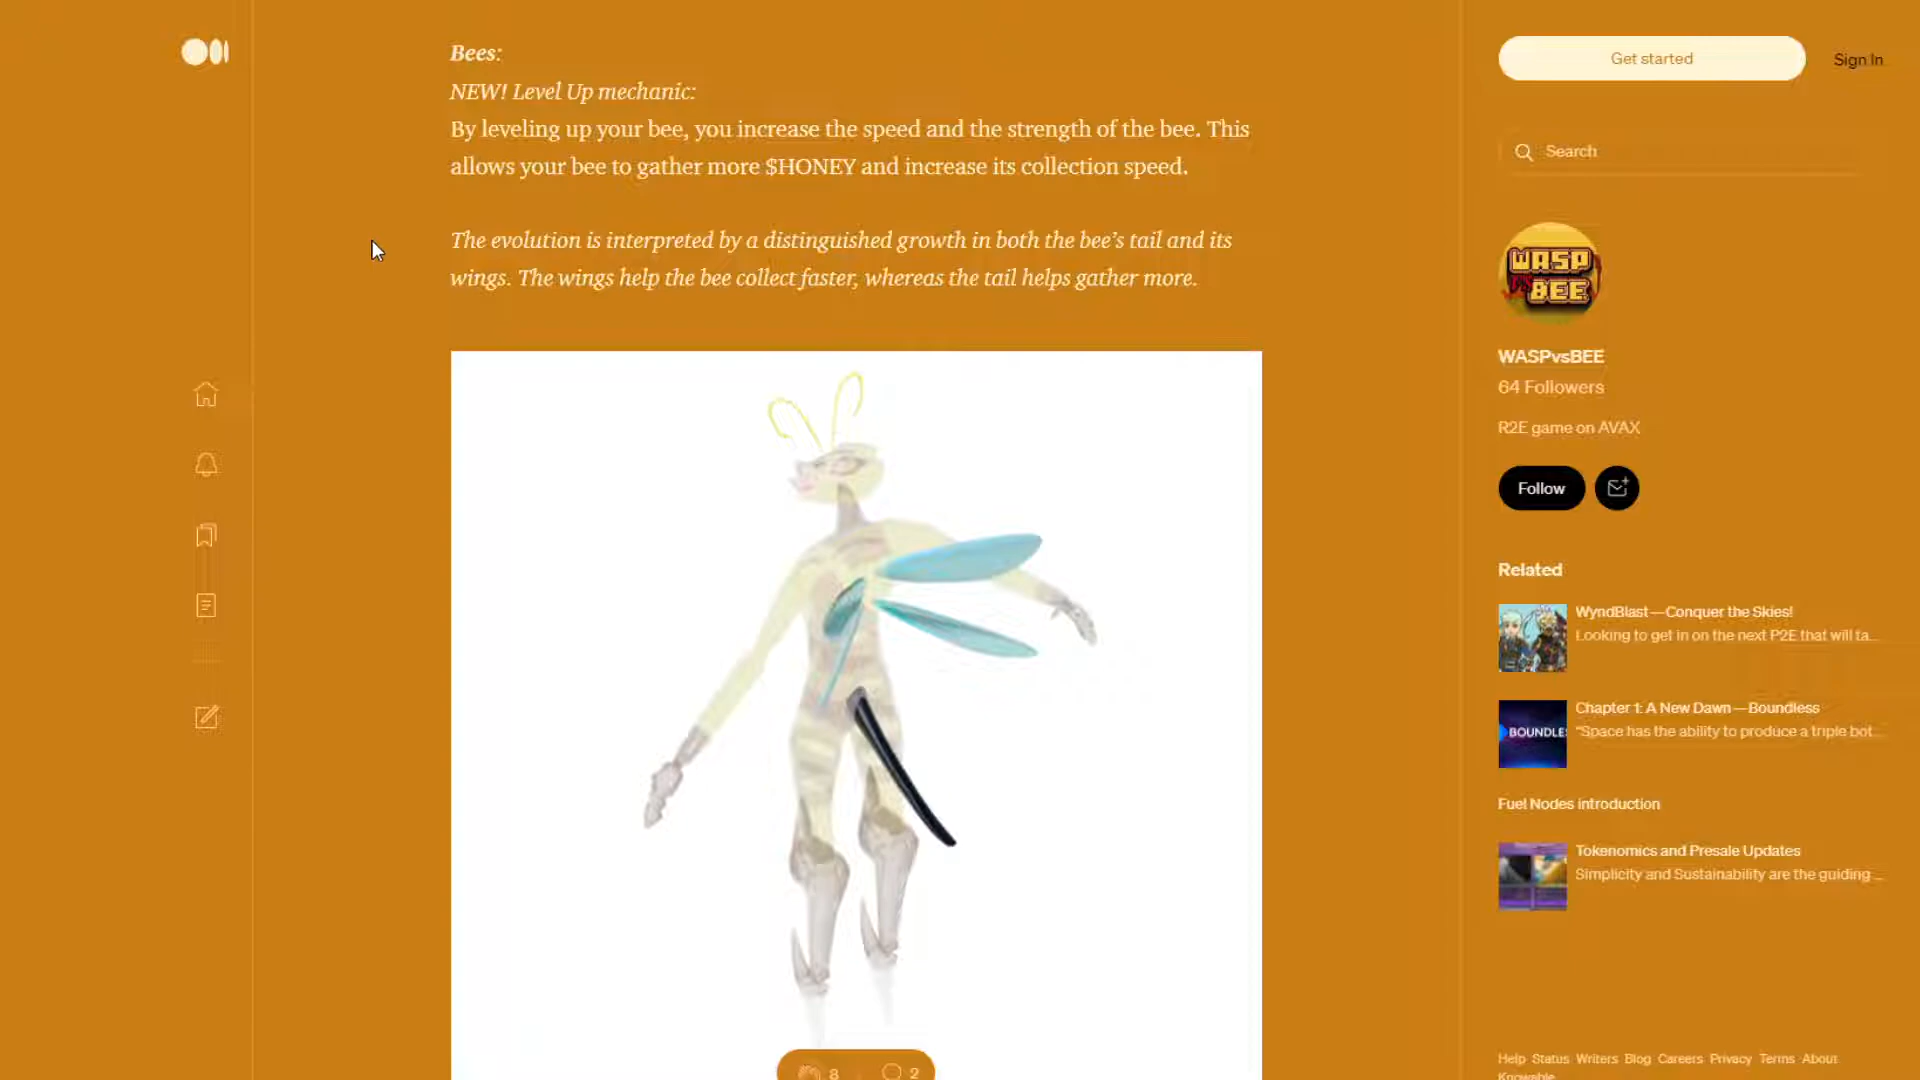 Bees:
NEW! Level Up mechanic:
By leveling up your bee, you increase the speed and the strength of the bee. This
allows your bee to gather more $HONEY and increase its collection speed.
The evolution is interpreted by a distinguished growth in both the bee’s tail and its
wings. The wings help the bee collect faster, whereas the tail helps gather more.
8 2
Get started Sign In
Search
WASP
VS
BEE
WASPvsBEE
64 Followers
R2E game on AVAX
Follow
Related
WyndBlast — Conquer the Skies!
Looking to get in on the next P2E that will ta...
BOUNDLE
Chapter 1: A New Dawn — Boundless
“Space has the ability to produce a triple bot...
Fuel Nodes introduction
Tokenomics and Presale Updates
Simplicity and Sustainability are the guiding ...
Help Status Writers Blog Careers Privacy Terms About
Knowable